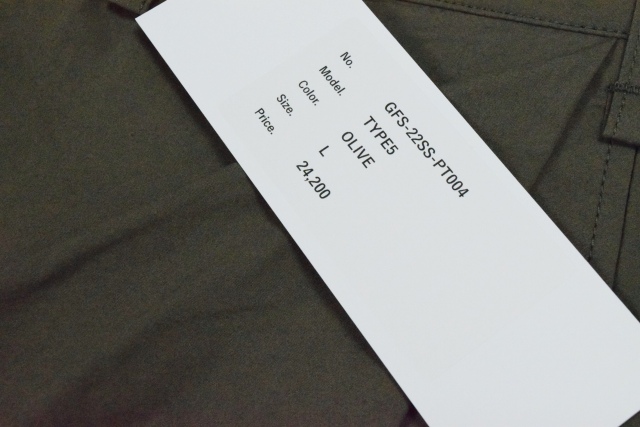 No. GFS-22SS-PT004
Model. TYPE5
Color. OLIVE
Size. L
Price. 24,200